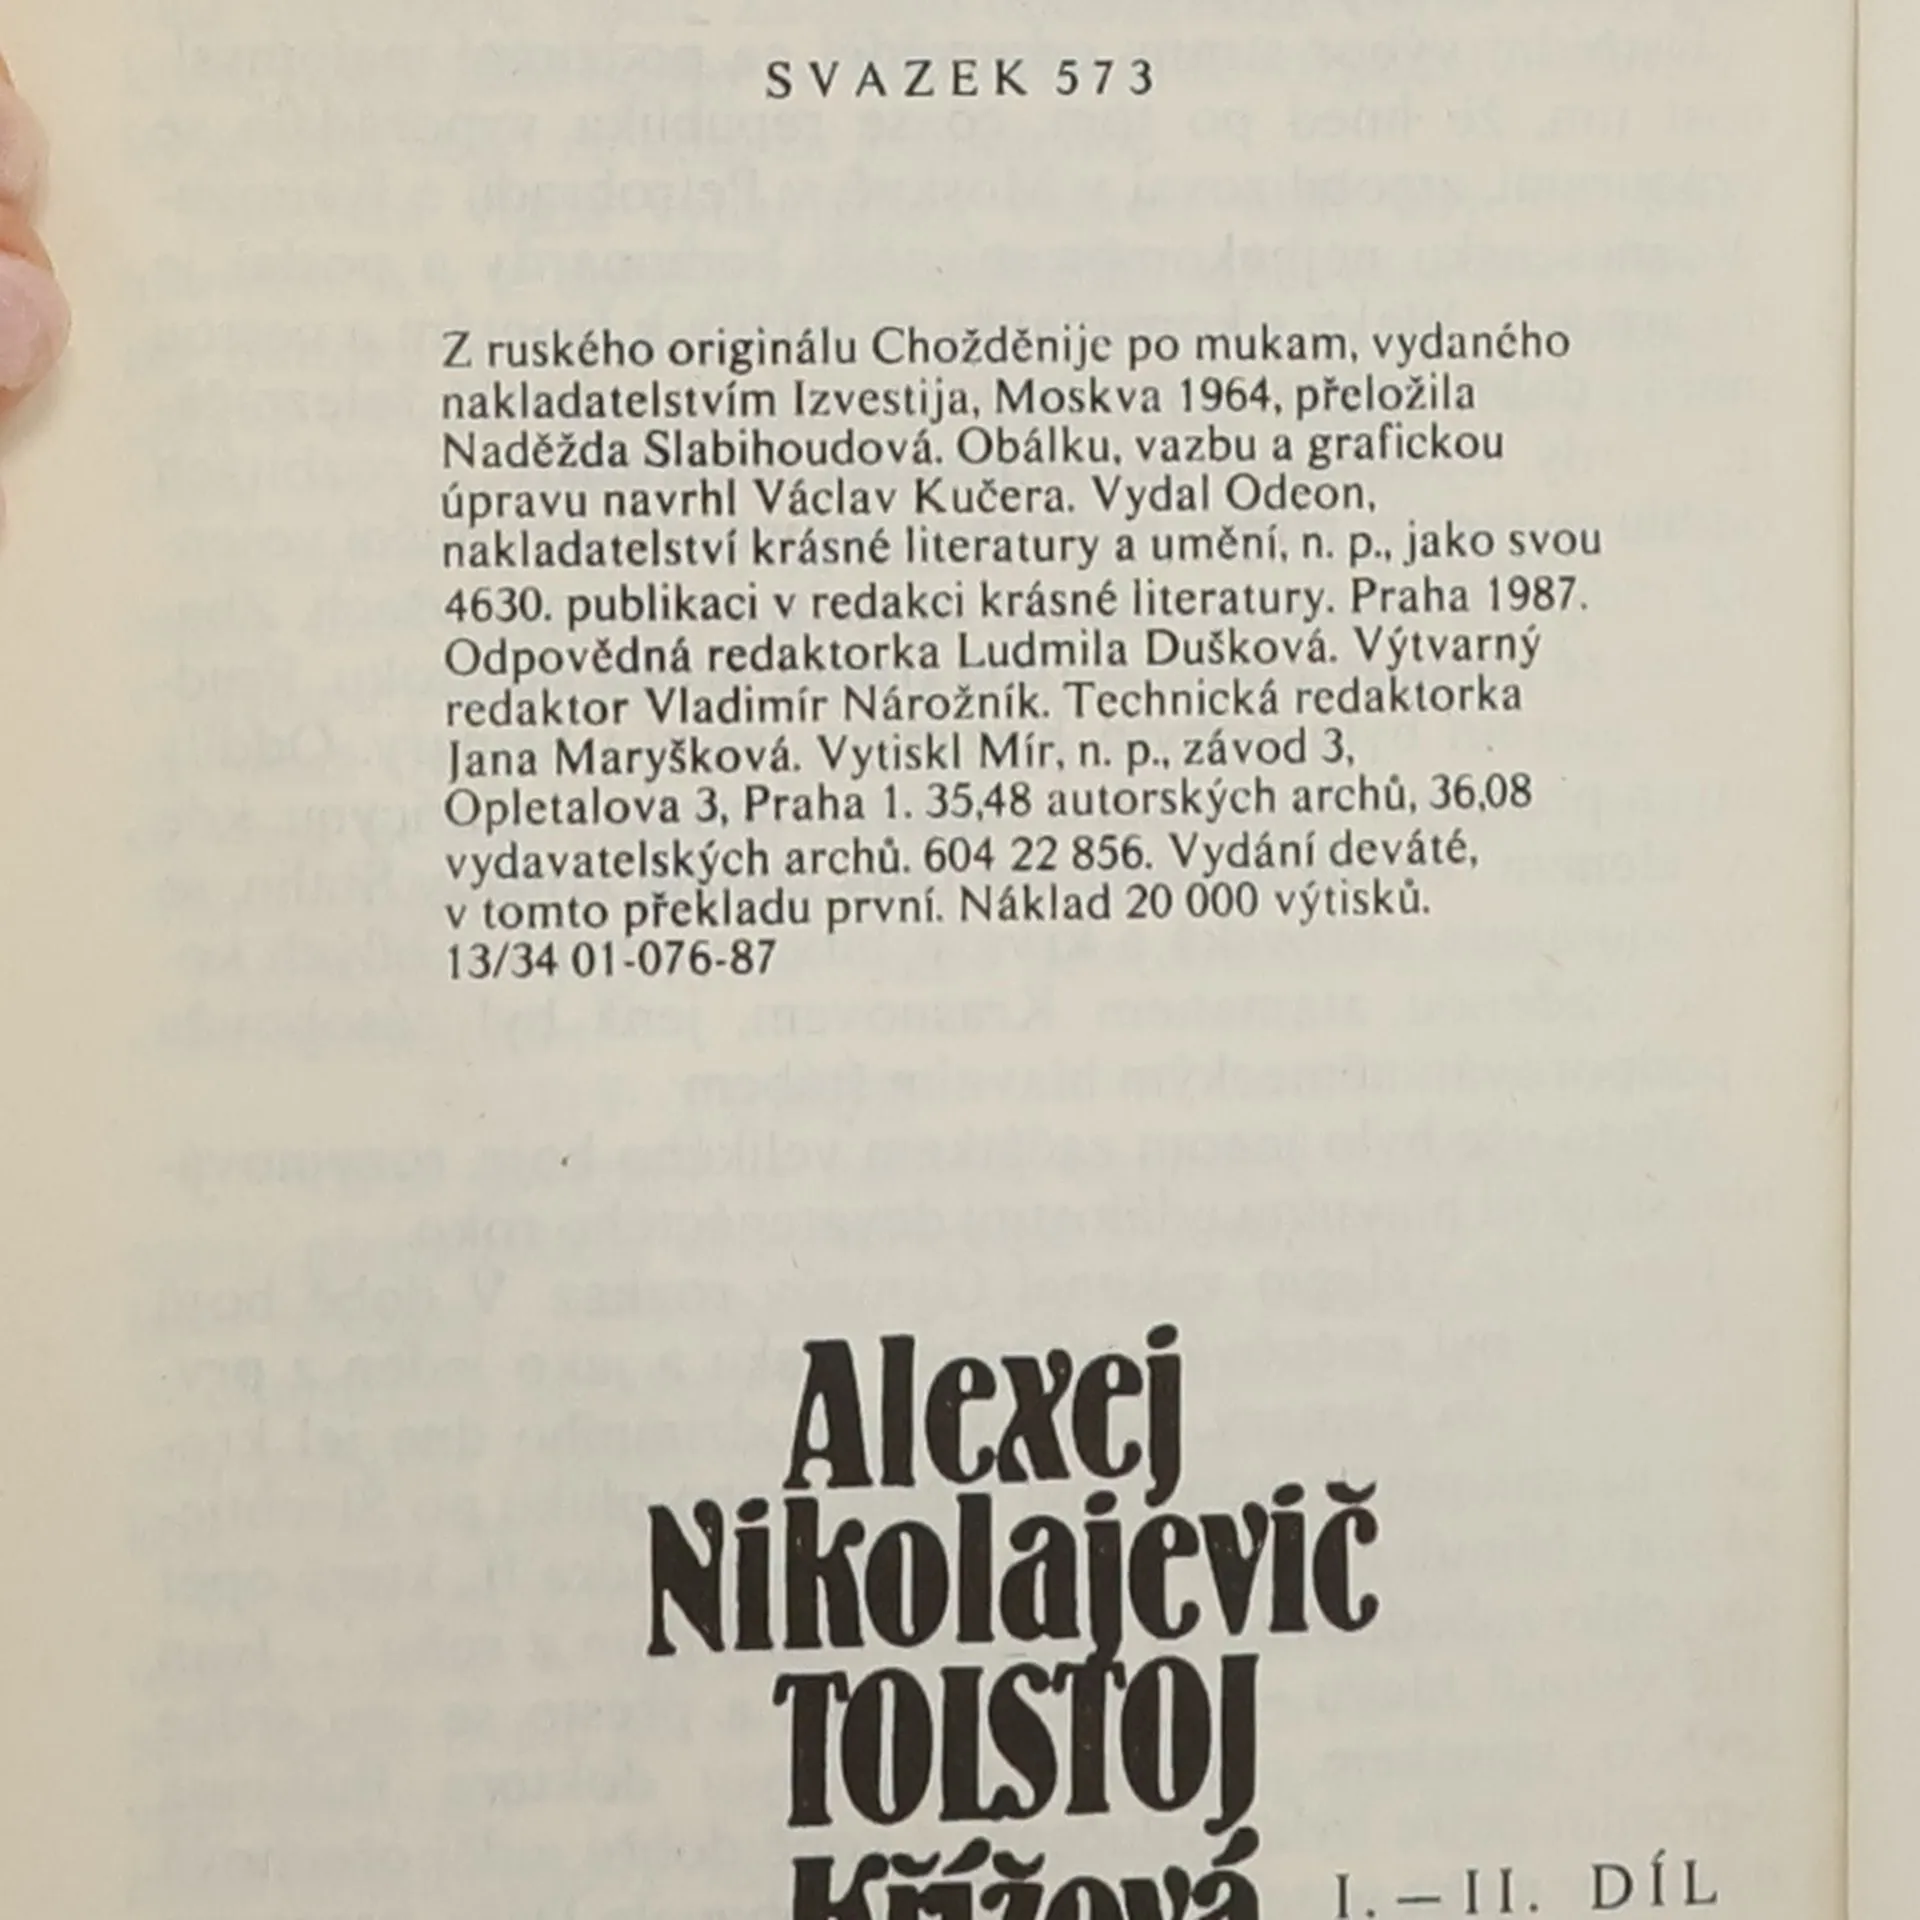 SVAZEK 573
Z ruského originálu Chožděnije po mukam, vydaného
nakladatelstvím Izvestija, Moskva 1964, přeložila
Naděžda Slabihoudová. Obálku, vazbu a grafickou
úpravu navrhl Václav Kučera. Vydal Odeon,
nakladatelství krásné literatury a umění, n. p., jako svou
4630. publikaci v redakci krásné literatury. Praha 1987.
Odpovědná redaktorka Ludmila Dušková. Výtvarný
redaktor Vladimír Nárožník. Technická redaktorka
Jana Maryšková. Vytiskl Mír, n. p., závod 3,
Opletalova 3, Praha 1. 35,48 autorských archů, 36,08
vydavatelských archů. 604 22 856. Vydání deváté,
v tomto překladu první. Náklad 20 000 výtisků.
13/34 01-076-87
Alexej
Nikolajevič
TOLSTOJ
Křížová
I. – II. DÍL